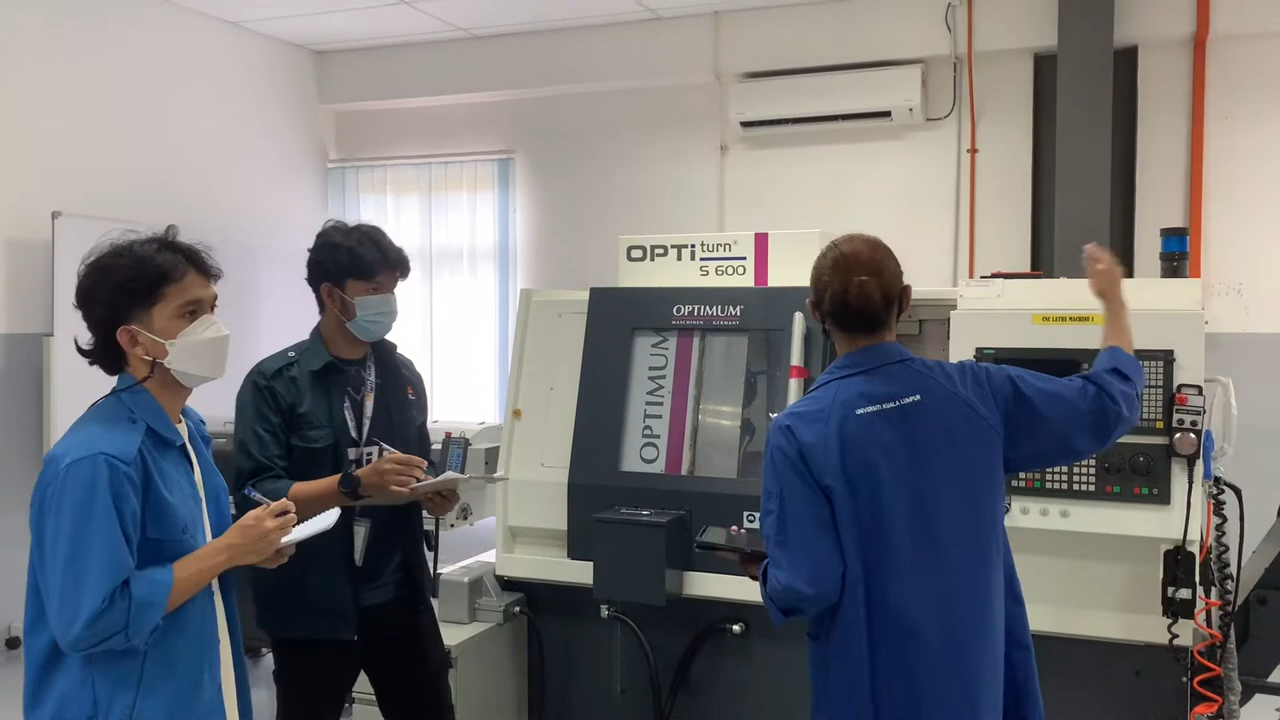 OPTi turn®
S 600
OPTIMUM®
MASCHINEN - GERMANY
OPTIMUM
CNC LATHE MACHINE 1
UNIVERSITI KUALA LUMPUR